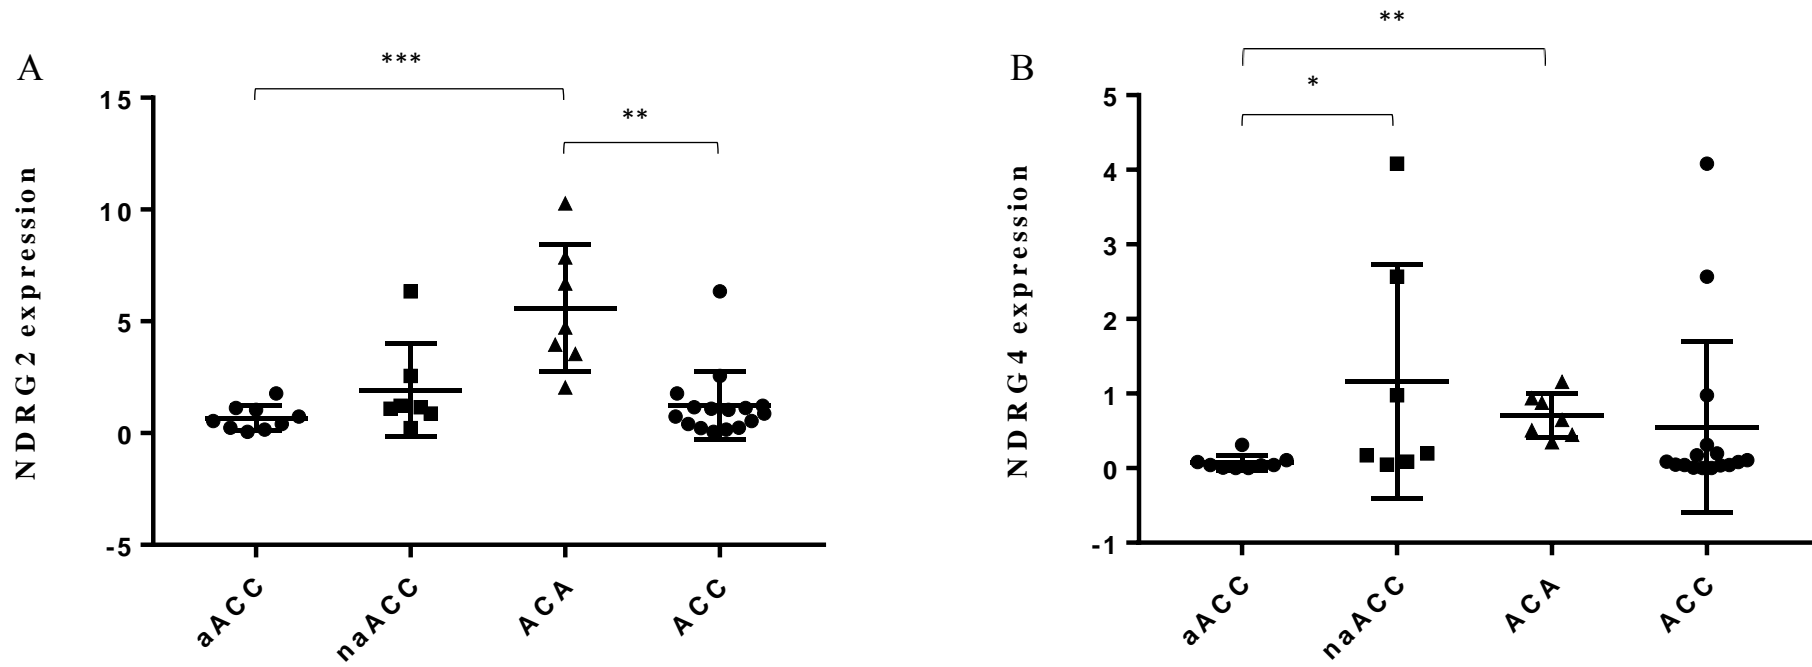 A
***
**
15
10
5
0
-5
NDRG2 expression
aACC
naACC
ACA
ACC
B
**
*
5
4
3
2
1
0
-1
NDRG4 expression
aACC
naACC
ACA
ACC